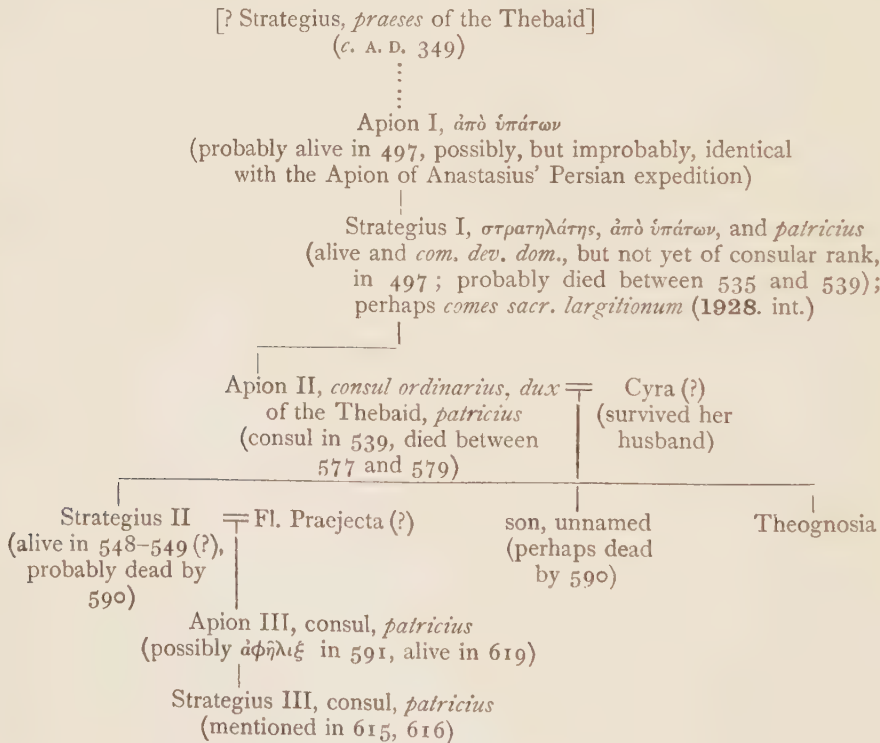 [? Strategius, praeses of the Thebaid]
(c. A. D. 349)
Apion I, ἀπὸ ὑπάτων
(probably alive in 497, possibly, but improbably, identical
with the Apion of Anastasius' Persian expedition)
Strategius I, στρατηλάτης, ἀπὸ ὑπάτων, and patricius
(alive and com. dev. dom., but not yet of consular rank,
in 497 ; probably died between 535 and 539);
perhaps comes sacr. largitionum (1928. int.)
Apion II, consul ordinarius, dux
of the Thebaid, patricius
(consul in 539, died between
577 and 579)
Cyra (?)
(survived her
husband)
Strategius II
(alive in 548–549 (?),
probably dead by
590)
Fl. Praejecta (?)
son, unnamed
(perhaps dead
by 590)
Theognosia
Apion III, consul, patricius
(possibly ἀφῆλιξ in 591, alive in 619)
Strategius III, consul, patricius
(mentioned in 615, 616)